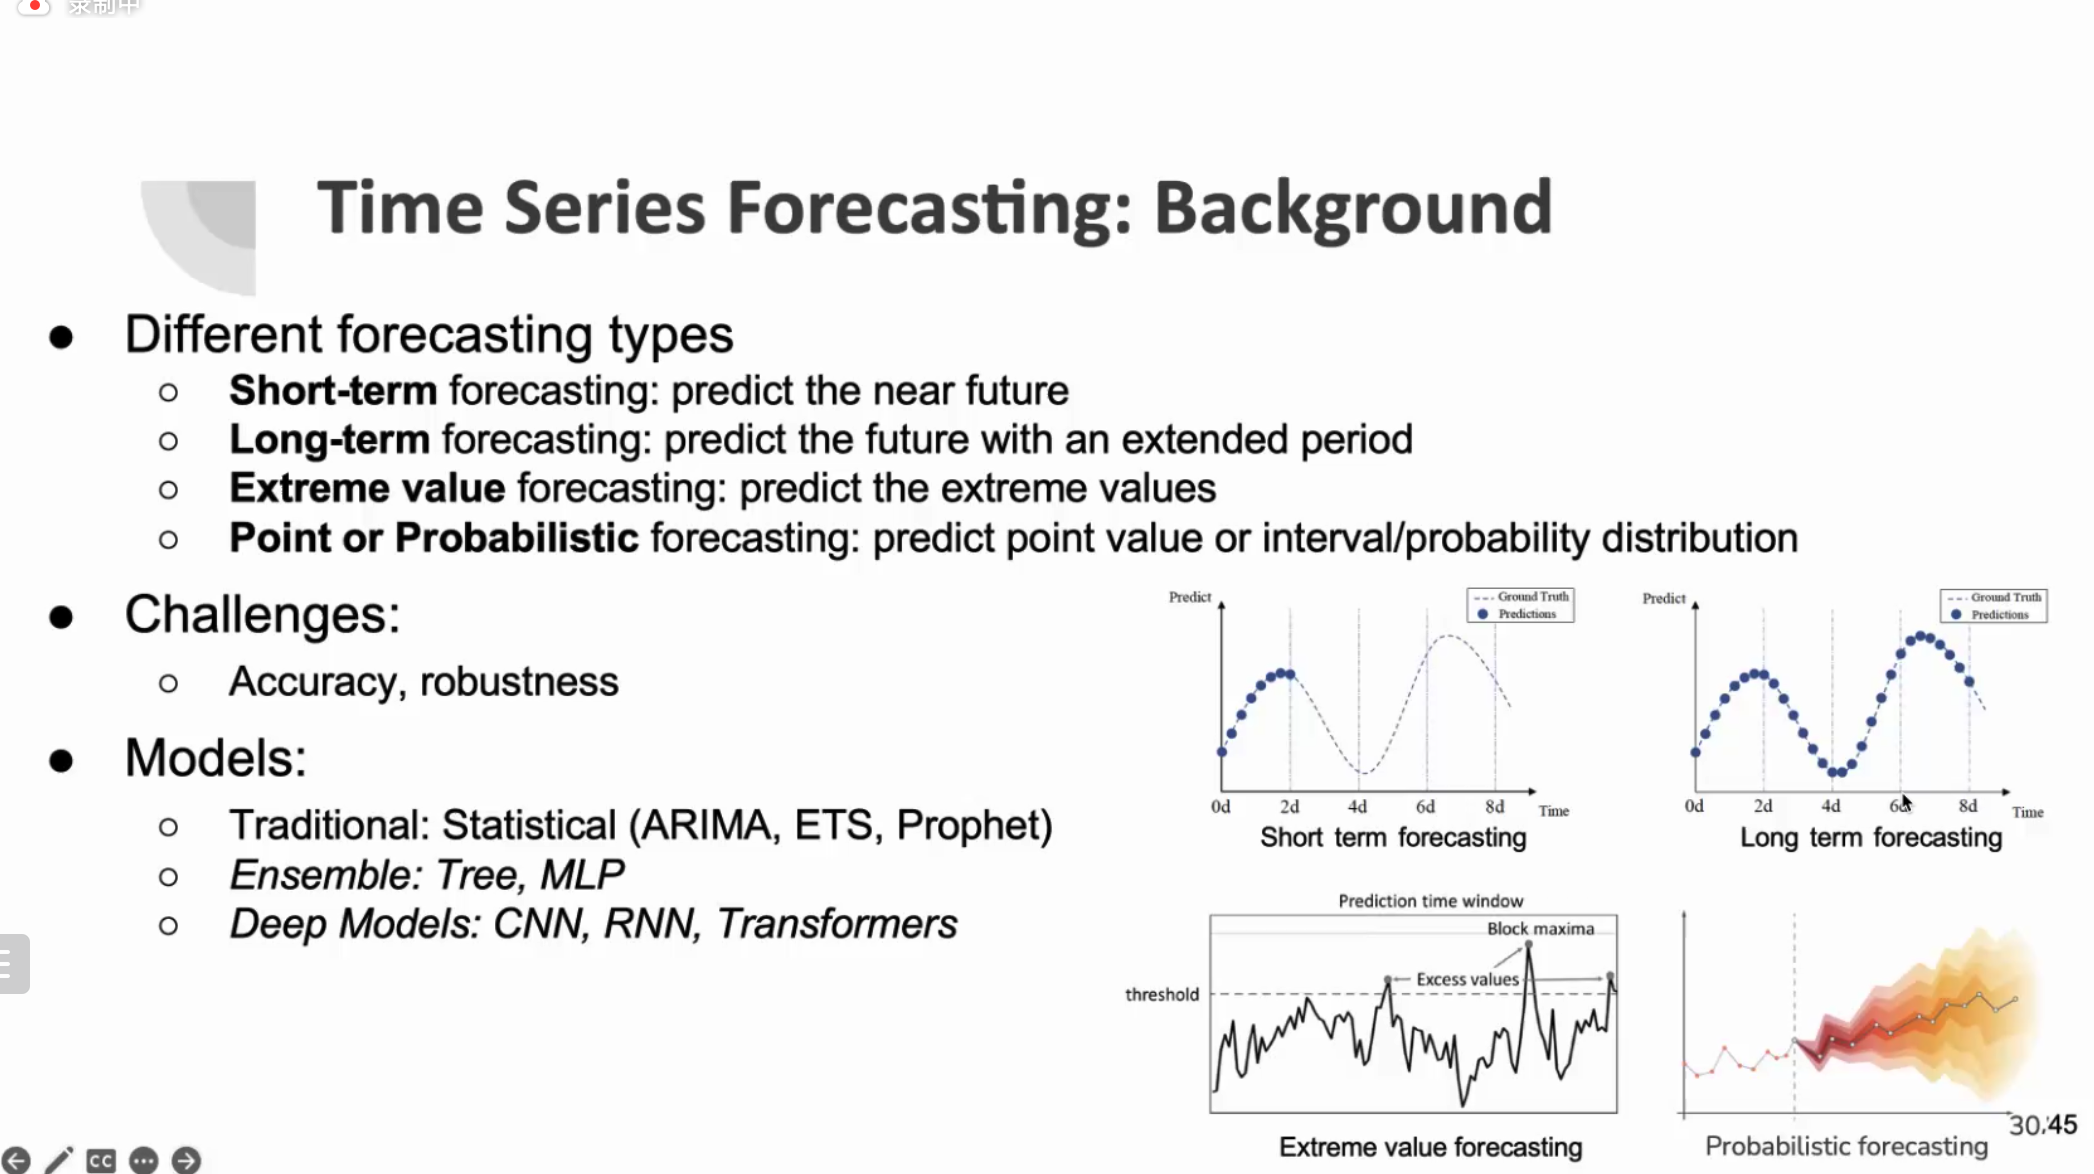 录制中
Time Series Forecasting: Background
● Different forecasting types
○ Short-term forecasting: predict the near future
○ Long-term forecasting: predict the future with an extended period
○ Extreme value forecasting: predict the extreme values
○ Point or Probabilistic forecasting: predict point value or interval/probability distribution
● Challenges:
○ Accuracy, robustness
● Models:
○ Traditional: Statistical (ARIMA, ETS, Prophet)
○ Ensemble: Tree, MLP
○ Deep Models: CNN, RNN, Transformers
Predict
Ground Truth
Predictions
0d 2d 4d 6d 8d Time
Short term forecasting
Predict
Ground Truth
Predictions
0d 2d 4d 6d 8d Time
Long term forecasting
Prediction time window
Block maxima
Excess values
threshold
Extreme value forecasting
Probabilistic forecasting
30:45
CC